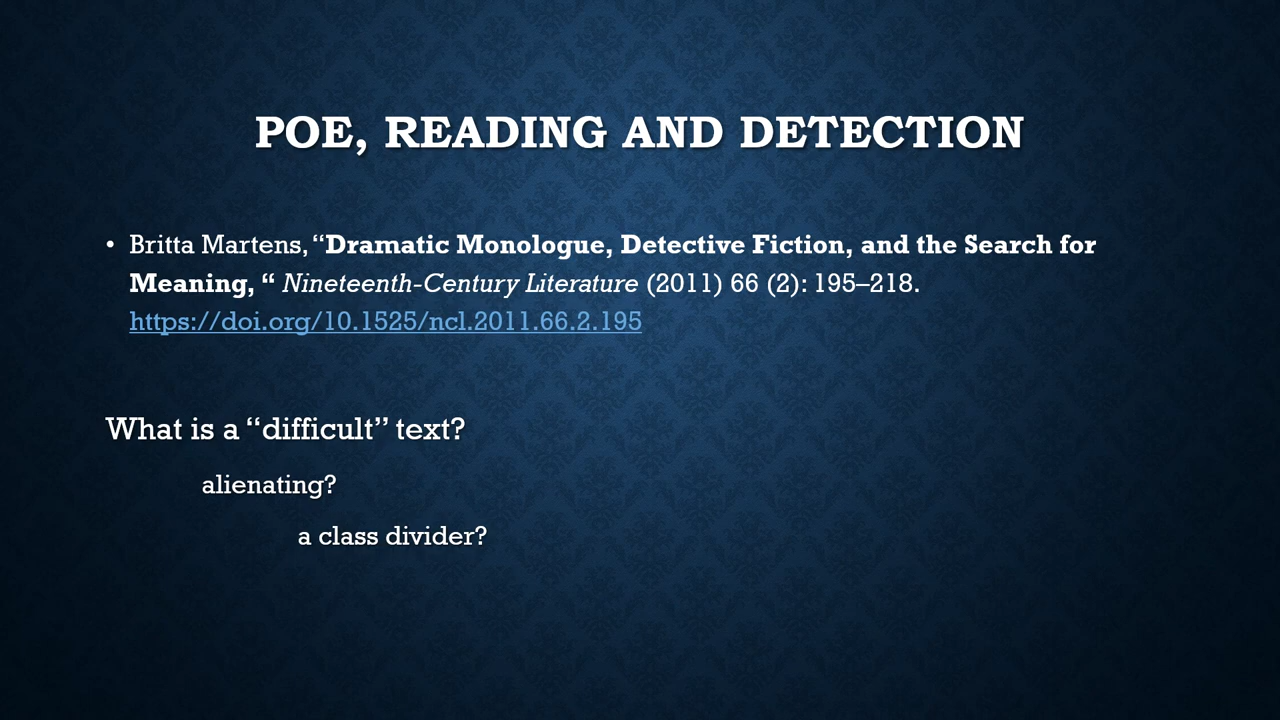 POE, READING AND DETECTION
• Britta Martens, “Dramatic Monologue, Detective Fiction, and the Search for
Meaning, “ Nineteenth-Century Literature (2011) 66 (2): 195–218.
https://doi.org/10.1525/ncl.2011.66.2.195
What is a “difficult” text?
alienating?
a class divider?